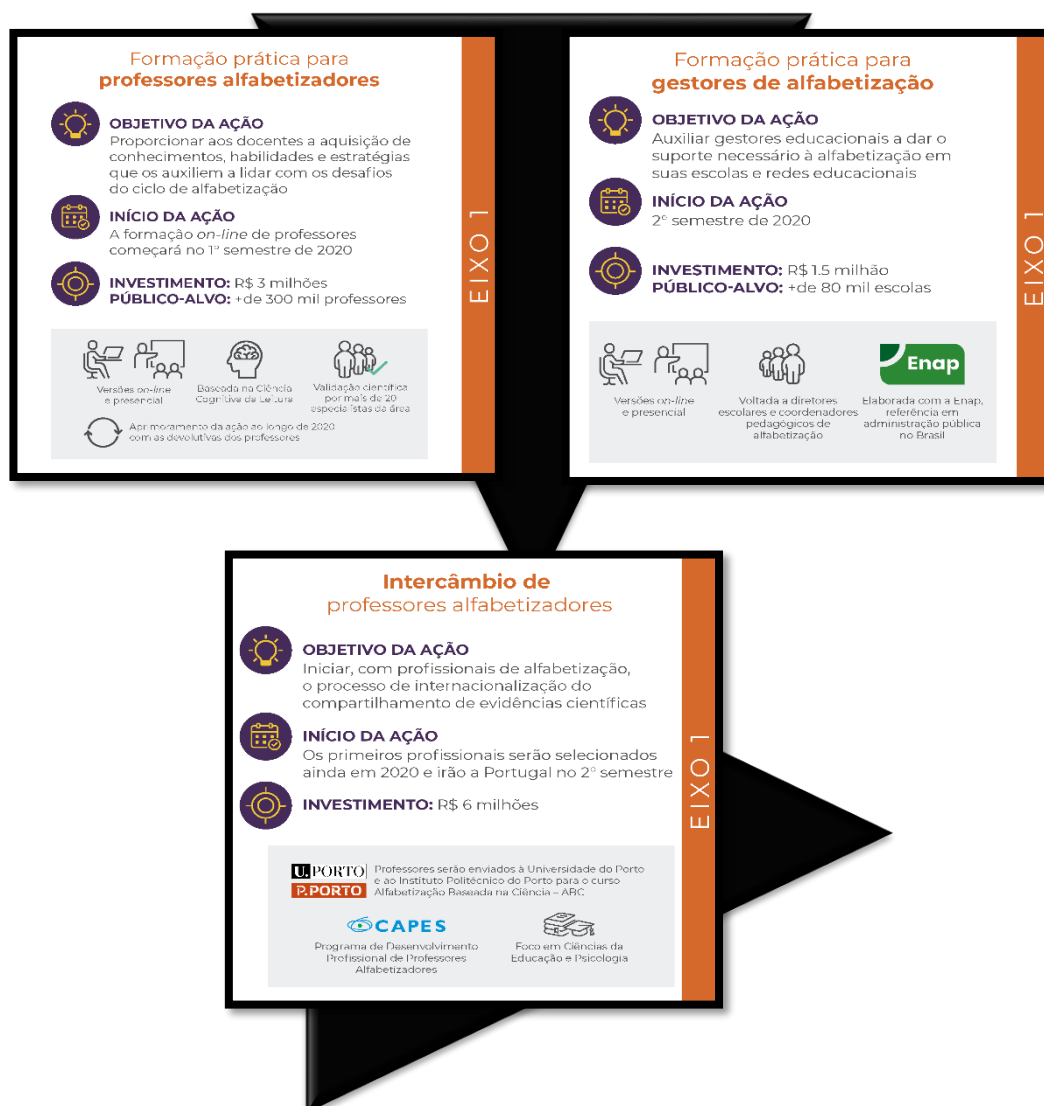 Formação prática para
professores alfabetizadores
OBJETIVO DA AÇÃO
Proporcionar aos docentes a aquisição de
conhecimentos, habilidades e estratégias
que os auxiliem a lidar com os desafios
do ciclo de alfabetização
INÍCIO DA AÇÃO
A formação on-line de professores
começará no 1º semestre de 2020
INVESTIMENTO: R$ 3 milhões
PÚBLICO-ALVO: +de 300 mil professores
Versões on-line
e presencial
Baseada na Ciência
Cognitiva da Leitura
Validação científica
por mais de 20
especialistas da área
Aprimoramento da ação ao longo de 2020
com as devolutivas dos professores
EIXO 1
Formação prática para
gestores de alfabetização
OBJETIVO DA AÇÃO
Auxiliar gestores educacionais a dar o
suporte necessário à alfabetização em
suas escolas e redes educacionais
INÍCIO DA AÇÃO
2º semestre de 2020
INVESTIMENTO: R$ 1.5 milhão
PÚBLICO-ALVO: +de 80 mil escolas
Versões on-line
e presencial
Voltada a diretores
escolares e coordenadores
pedagógicos de
alfabetização
Enap
Elaborada com a Enap,
referência em
administração pública
no Brasil
EIXO 1
Intercâmbio de
professores alfabetizadores
OBJETIVO DA AÇÃO
Iniciar, com profissionais de alfabetização,
o processo de internacionalização do
compartilhamento de evidências científicas
INÍCIO DA AÇÃO
Os primeiros profissionais serão selecionados
ainda em 2020 e irão a Portugal no 2º semestre
INVESTIMENTO: R$ 6 milhões
U.PORTO
P.PORTO
Professores serão enviados à Universidade do Porto
e ao Instituto Politécnico do Porto para o curso
Alfabetização Baseada na Ciência – ABC
CAPES
Programa de Desenvolvimento
Profissional de Professores
Alfabetizadores
Foco em Ciências da
Educação e Psicologia
EIXO 1